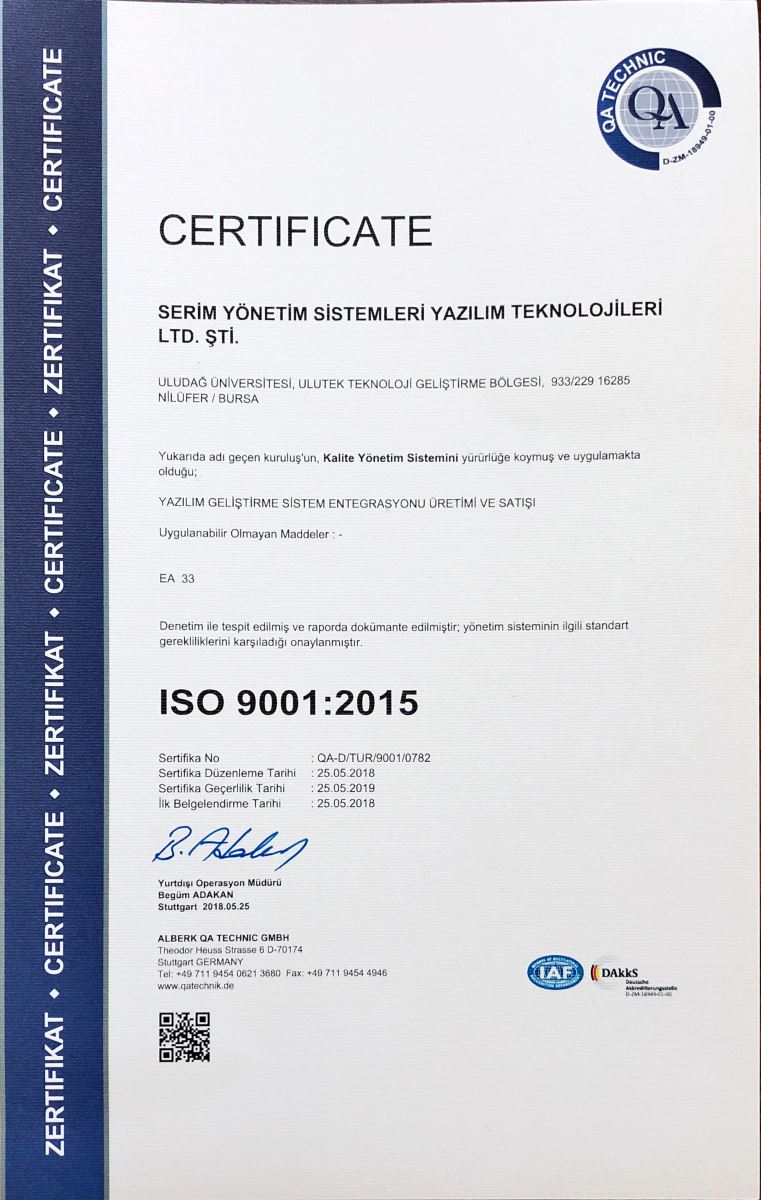 ZERTIFIKAT ◆ CERTIFICATE ◆ ZERTIFIKAT ◆ CERTIFICATE ◆ ZERTIFIKAT ◆ CERTIFICATE
QA TECHNIC
QA
D-ZM-18949-01-00
CERTIFICATE
SERİM YÖNETİM SİSTEMLERİ YAZILIM TEKNOLOJİLERİ
LTD. ŞTİ.
ULUDAĞ ÜNİVERSİTESİ, ULUTEK TEKNOLOJİ GELİŞTİRME BÖLGESİ, 933/229 16285
NİLÜFER / BURSA
Yukarıda adı geçen kuruluş'un, Kalite Yönetim Sistemini yürürlüğe koymuş ve uygulamakta
olduğu;
YAZILIM GELİŞTİRME SİSTEM ENTEGRASYONU ÜRETİMİ VE SATIŞI
Uygulanabilir Olmayan Maddeler : -
EA 33
Denetim ile tespit edilmiş ve raporda dokümante edilmiştir; yönetim sisteminin ilgili standart
gerekliliklerini karşıladığı onaylanmıştır.
ISO 9001:2015
Sertifika No : QA-D/TUR/9001/0782
Sertifika Düzenleme Tarihi : 25.05.2018
Sertifika Geçerlilik Tarihi : 25.05.2019
İlk Belgelendirme Tarihi : 25.05.2018
B. Adakan
Yurtdışı Operasyon Müdürü
Begüm ADAKAN
Stuttgart 2018.05.25
ALBERK QA TECHNIC GMBH
Theodor Heuss Strasse 6 D-70174
Stuttgart GERMANY
Tel: +49 711 9454 0621 3680 Fax: +49 711 9454 4946
www.qatechnik.de
MEMBER OF MULTILATERAL
IAF
RECOGNITION ARRANGEMENT
DAkkS
Deutsche
Akkreditierungsstelle
D-ZM-18949-01-00